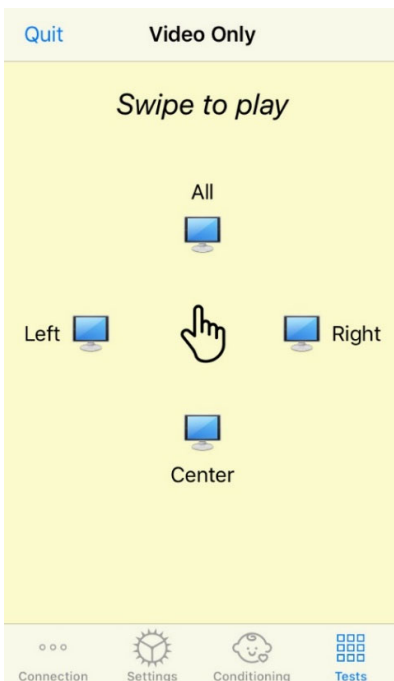 Quit Video Only
Swipe to play
All
Left Right
Center
Connection Settings Conditioning Tests